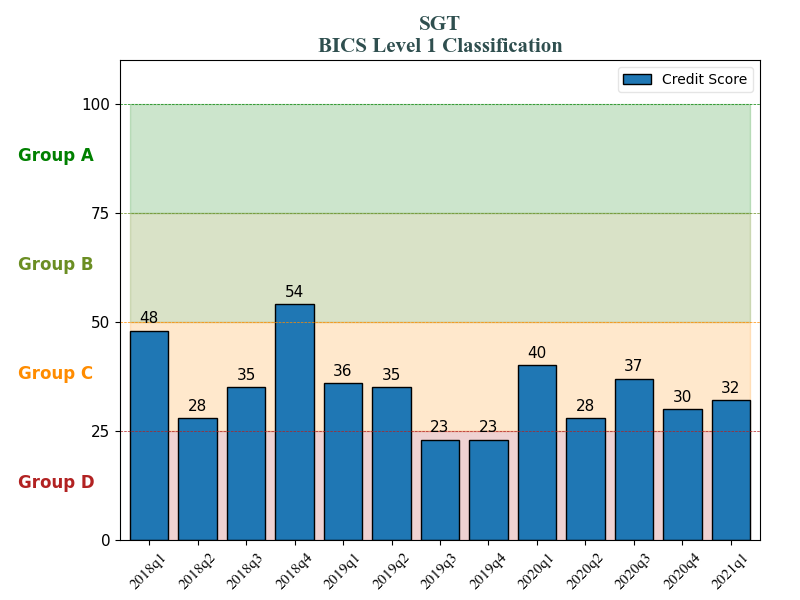 SGT
BICS Level 1 Classification
Credit Score
100
Group A
75
Group B
50
Group C
25
Group D
0
48
28
35
54
36
35
23
23
40
28
37
30
32
2018q1
2018q2
2018q3
2018q4
2019q1
2019q2
2019q3
2019q4
2020q1
2020q2
2020q3
2020q4
2021q1